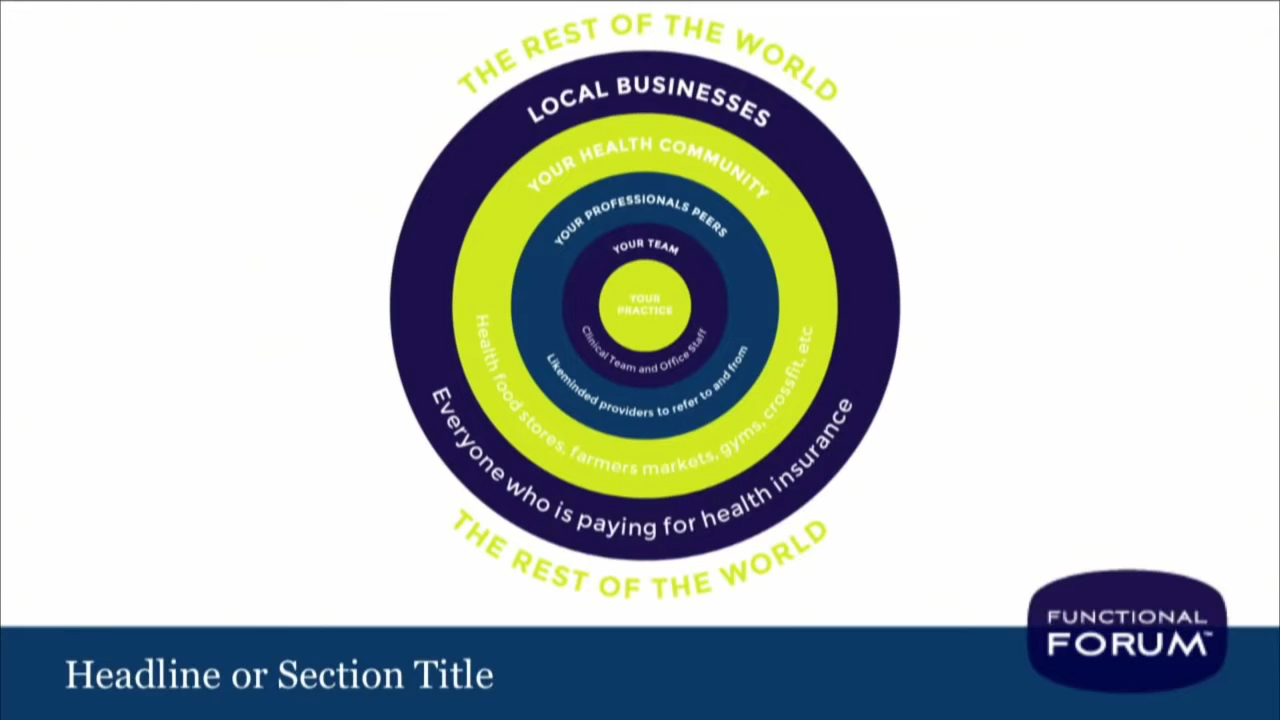 THE REST OF THE WORLD
LOCAL BUSINESSES
YOUR HEALTH COMMUNITY
YOUR PROFESSIONALS PEERS
YOUR TEAM
YOUR
PRACTICE
Clinical Team and Office Staff
Likeminded providers to refer to and from
Health food stores, farmers markets, gyms, crossfit, etc
Everyone who is paying for health insurance
THE REST OF THE WORLD
FUNCTIONAL
FORUM™
Headline or Section Title